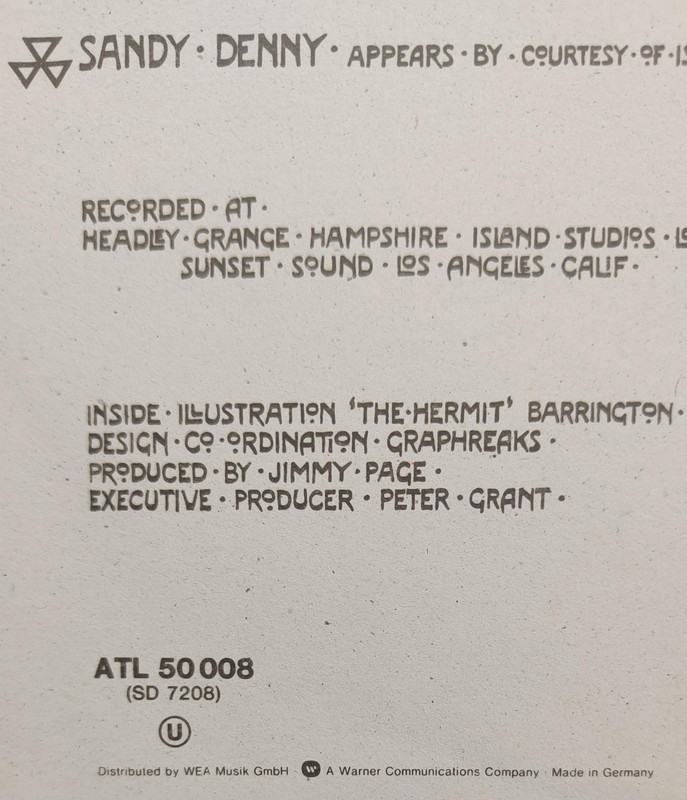 SANDY · DENNY · APPEARS · BY · COURTESY · OF ·
RECORDED · AT ·
HEADLEY · GRANGE · HAMPSHIRE · ISLAND · STUDIOS ·
SUNSET · SOUND · LOS · ANGELES · CALIF ·
INSIDE · ILLUSTRATION 'THE·HERMIT' BARRINGTON ·
DESIGN · CO · ORDINATION · GRAPHREAKS ·
PRODUCED · BY · JIMMY · PAGE ·
EXECUTIVE · PRODUCER · PETER · GRANT ·
ATL 50 008
(SD 7208)
U
Distributed by WEA Musik GmbH · W A Warner Communications Company · Made in Germany